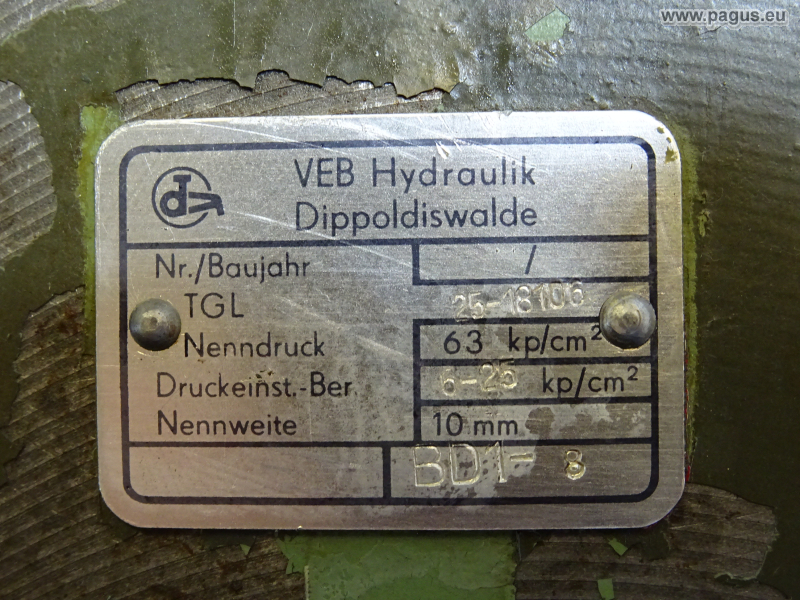 www.pagus.eu
VEB Hydraulik
Dippoldiswalde
Nr./Baujahr /
TGL 25-18106
Nenndruck 63 kp/cm²
Druckeinst.-Ber. 6-25 kp/cm²
Nennweite 10 mm
BD1- 8